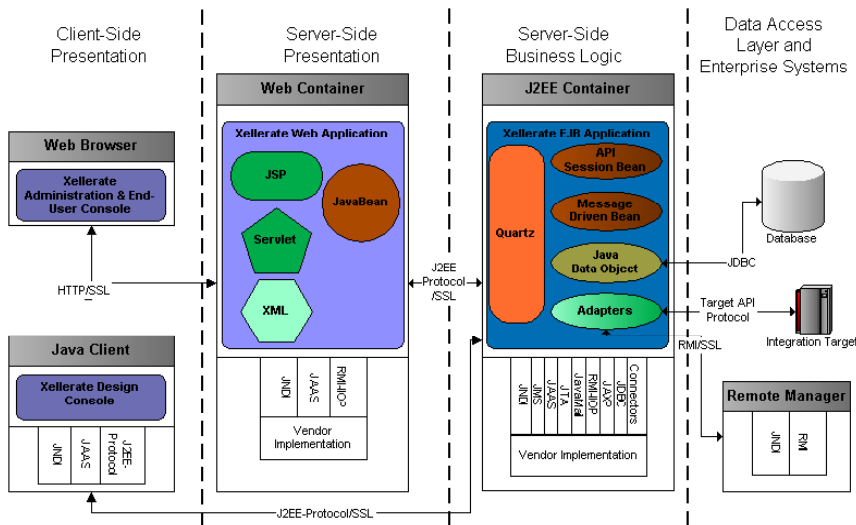 Client-Side
Presentation
Server-Side
Presentation
Server-Side
Business Logic
Data Access
Layer and
Enterprise Systems
Web Browser
Xellerate
Administration & End-
User Console
HTTP/SSL
Java Client
Xellerate Design
Console
JNDI
JAAS
J2EE-
Protocol
Web Container
Xellerate Web Application
JSP
JavaBean
Servlet
XML
JNDI
JAAS
RMI-IIOP
Vendor
Implementation
J2EE
Protocol
/SSL
J2EE-Protocol/SSL
J2EE Container
Xellerate EJB Application
Quartz
API
Session Bean
Message
Driven Bean
Java
Data Object
Adapters
JNDI
JMS
JAAS
JTA
JavaMail
RMI-IIOP
JAXP
JDBC
Connectors
Vendor Implementation
JDBC
Database
Target API
Protocol
Integration Target
RMI/SSL
Remote Manager
JNDI
RMI